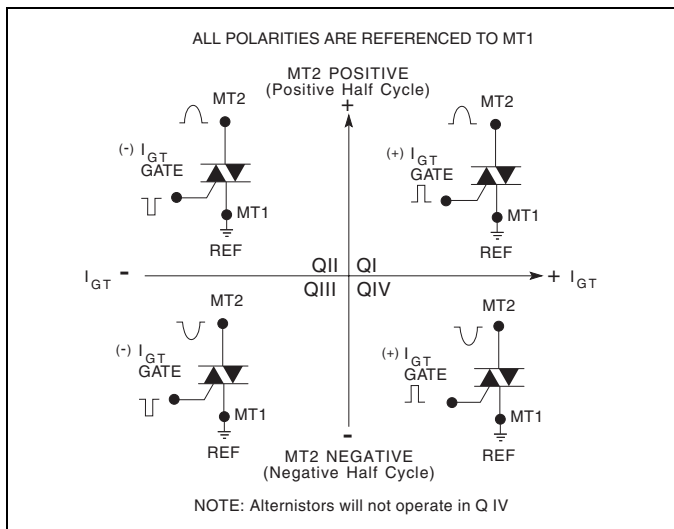 ALL POLARITIES ARE REFERENCED TO MT1
MT2 POSITIVE
(Positive Half Cycle)
+
MT2
(-) IGT
GATE
MT1
REF
MT2
(+) IGT
GATE
MT1
REF
IGT -
QII QI
QIII QIV
+ IGT
MT2
(-) IGT
GATE
MT1
REF
MT2
(+) IGT
GATE
MT1
REF
-
MT2 NEGATIVE
(Negative Half Cycle)
NOTE: Alternistors will not operate in Q IV